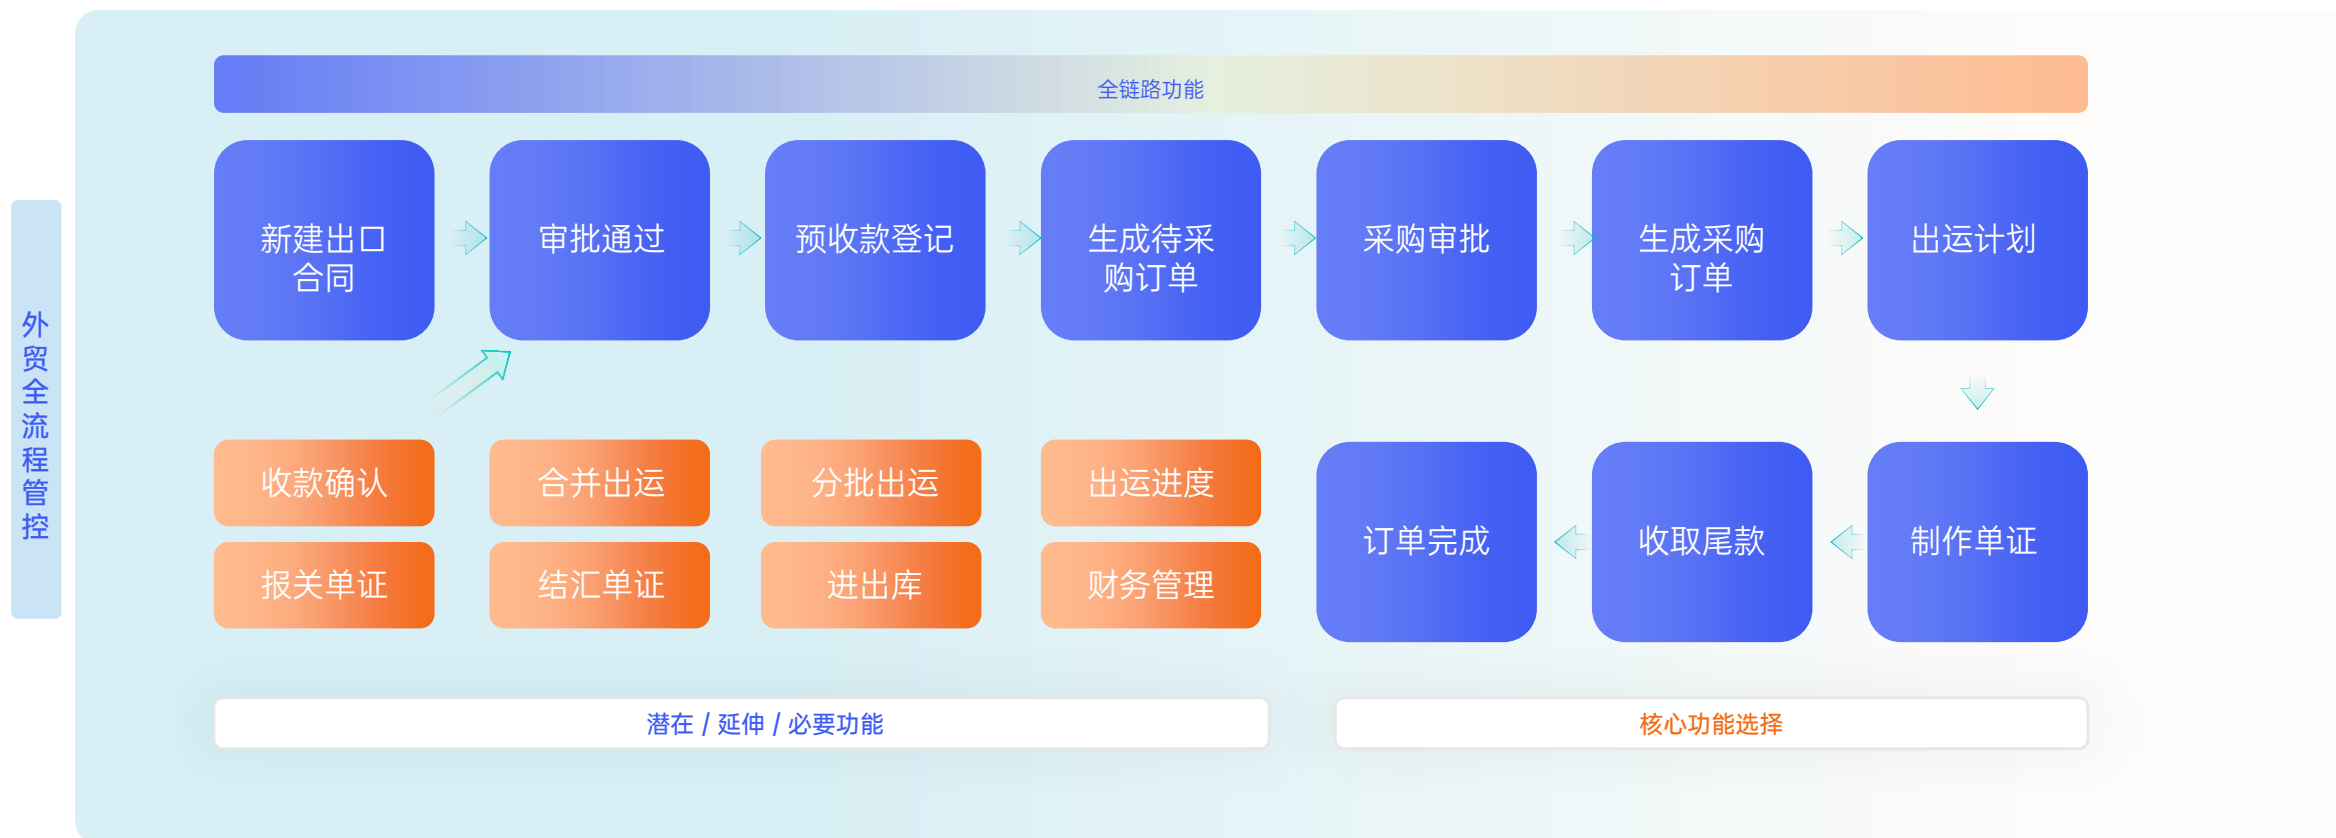 全链路功能
新建出口
合同
审批通过
预收款登记
生成待采
购订单
采购审批
生成采购
订单
出运计划
外贸全流程管控
收款确认
合并出运
分批出运
出运进度
报关单证
结汇单证
进出库
财务管理
订单完成
收取尾款
制作单证
潜在 / 延伸 / 必要功能
核心功能选择